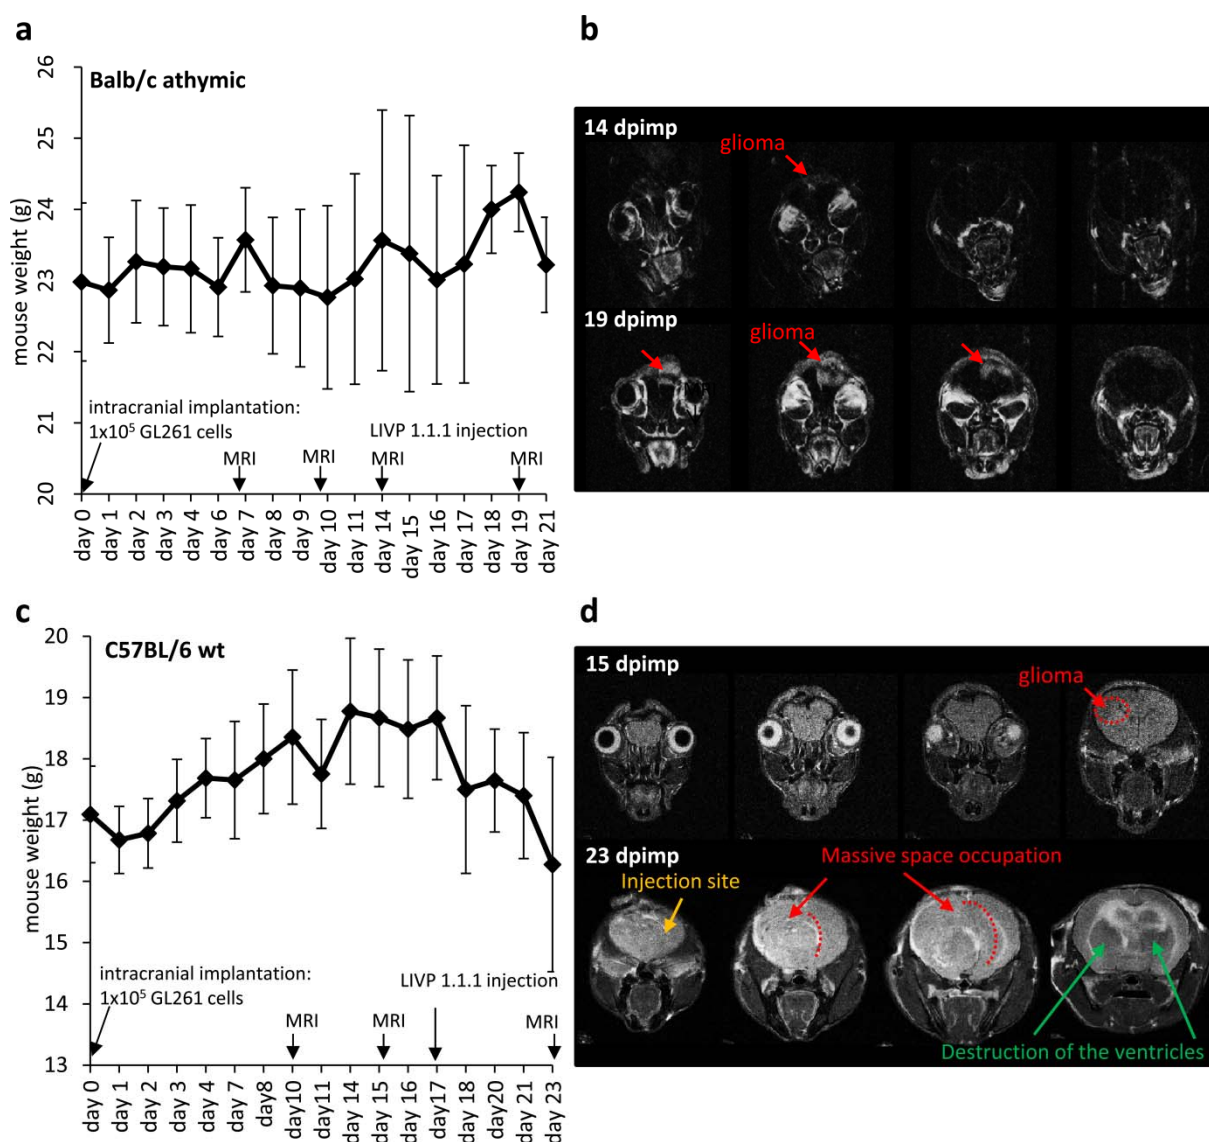 a
Balb/c athymic
mouse weight (g)
26
25
24
23
22
21
20
intracranial implantation:
1x10⁵ GL261 cells
LIVP 1.1.1 injection
MRI
MRI
MRI
MRI
day 0
day 1
day 2
day 3
day 4
day 6
day 7
day 8
day 9
day 10
day 11
day 14
day 15
day 16
day 17
day 18
day 19
day 21
b
14 dpimp
glioma
19 dpimp
glioma
c
C57BL/6 wt
mouse weight (g)
20
19
18
17
16
15
14
13
intracranial implantation:
1x10⁵ GL261 cells
LIVP 1.1.1 injection
MRI
MRI
MRI
day 0
day 1
day 2
day 3
day 4
day 7
day8
day10
day11
day 14
day 15
day 16
day17
day 18
day20
day 21
day 23
d
15 dpimp
glioma
23 dpimp
Massive space occupation
Injection site
Destruction of the ventricles